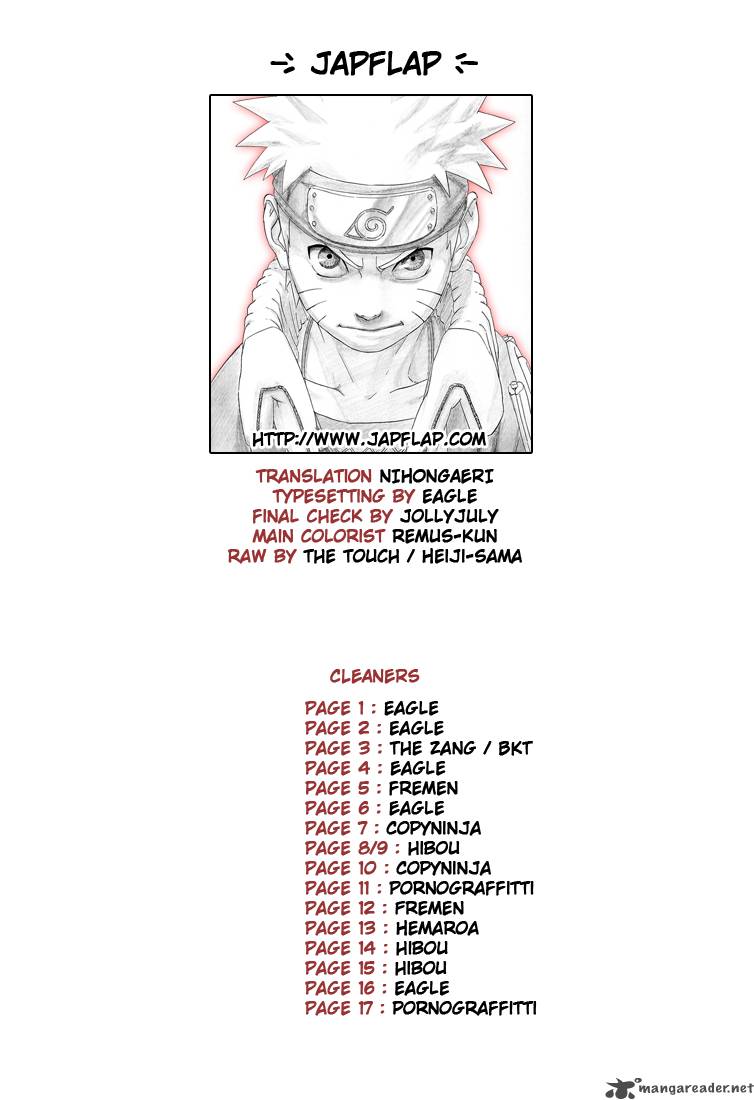 JAPFLAP
HTTP://WWW.JAPFLAP.COM
TRANSLATION NIHONGAERI
TYPESETTING BY EAGLE
FINAL CHECK BY JOLLYJULY
MAIN COLORIST REMUS-KUN
RAW BY THE TOUCH / HEIJI-SAMA
CLEANERS
PAGE 1 : EAGLE
PAGE 2 : EAGLE
PAGE 3 : THE ZANG / BKT
PAGE 4 : EAGLE
PAGE 5 : FREMEN
PAGE 6 : EAGLE
PAGE 7 : COPYNINJA
PAGE 8/9 : HIBOU
PAGE 10 : COPYNINJA
PAGE 11 : PORNOGRAFFITTI
PAGE 12 : FREMEN
PAGE 13 : HEMAROA
PAGE 14 : HIBOU
PAGE 15 : HIBOU
PAGE 16 : EAGLE
PAGE 17 : PORNOGRAFFITTI
mangareader.net